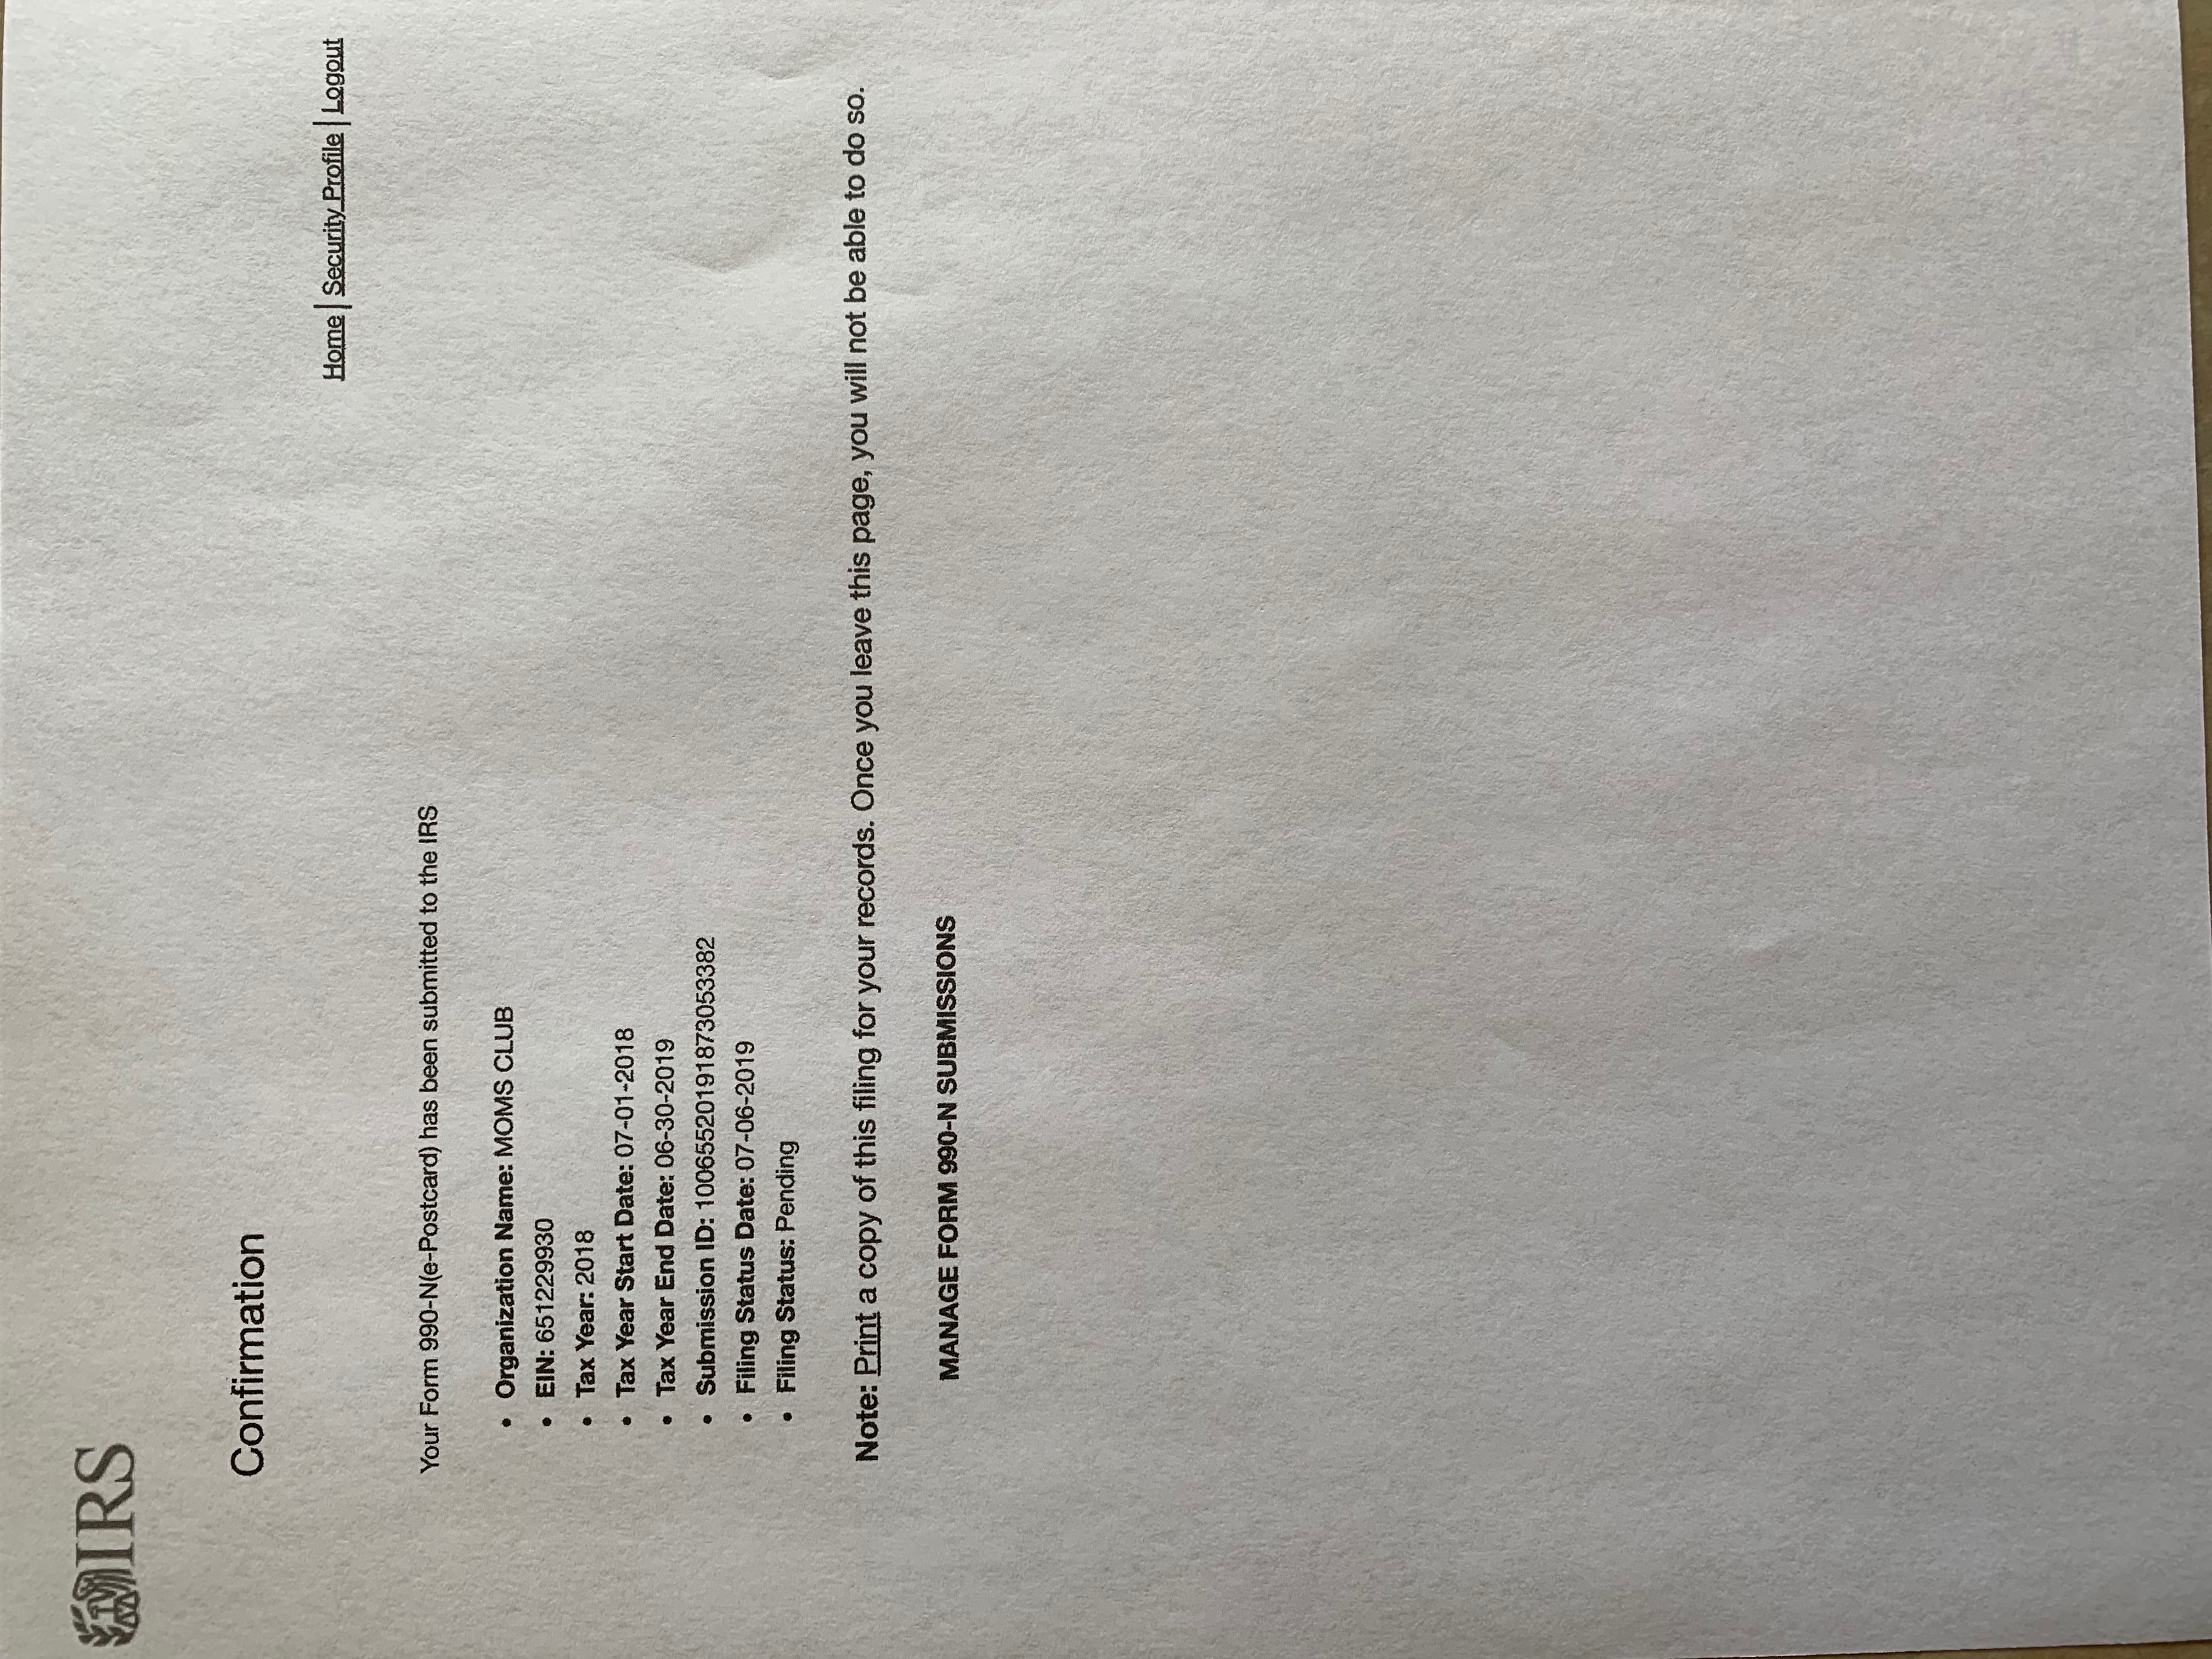 IRS
Confirmation
Home | Security Profile | Logout
Your Form 990-N(e-Postcard) has been submitted to the IRS
• Organization Name: MOMS CLUB
• EIN: 651229930
• Tax Year: 2018
• Tax Year Start Date: 07-01-2018
• Tax Year End Date: 06-30-2019
• Submission ID: 10065520191873053382
• Filing Status Date: 07-06-2019
• Filing Status: Pending
Note: Print a copy of this filing for your records. Once you leave this page, you will not be able to do so.
MANAGE FORM 990-N SUBMISSIONS